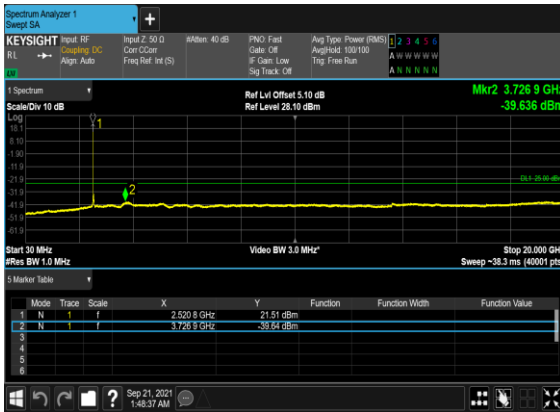 Spectrum Analyzer 1
Swept SA
+
KEYSIGHT Input: RF Input Z: 50 Ω #Atten: 40 dB PNO: Fast Avg Type: Power (RMS) 1 2 3 4 5 6
RL Coupling: DC Corr CCorr Gate: Off Avg|Hold: 100/100 A W W W W W
Align: Auto Freq Ref: Int (S) IF Gain: Low Trig: Free Run
LXI Sig Track: Off A N N N N N
1 Spectrum Ref Lvl Offset 5.10 dB Mkr2 3.726 9 GHz
Scale/Div 10 dB Ref Level 28.10 dBm -39.636 dBm
Log
18.1
1
8.10
-1.90
-11.9
-21.9
DL1 -25.00 dBm
-31.9
2
-41.9
-51.9
-61.9
Start 30 MHz Video BW 3.0 MHz* Stop 20.000 GHz
#Res BW 1.0 MHz Sweep ~38.3 ms (40001 pts)
5 Marker Table
Mode Trace Scale X Y Function Function Width Function Value
1 N 1 f 2.520 8 GHz 21.51 dBm
2 N 1 f 3.726 9 GHz -39.64 dBm
3
4
5
6
? Sep 21, 2021
1:48:37 AM